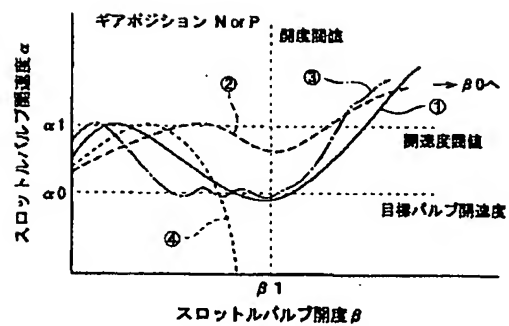 ギアポジション NorP
開度閾値
スロットルバルブ開速度α
②
③
→β0へ
①
α1
開速度閾値
α0
目標バルブ開速度
④
β1
スロットルバルブ開度β